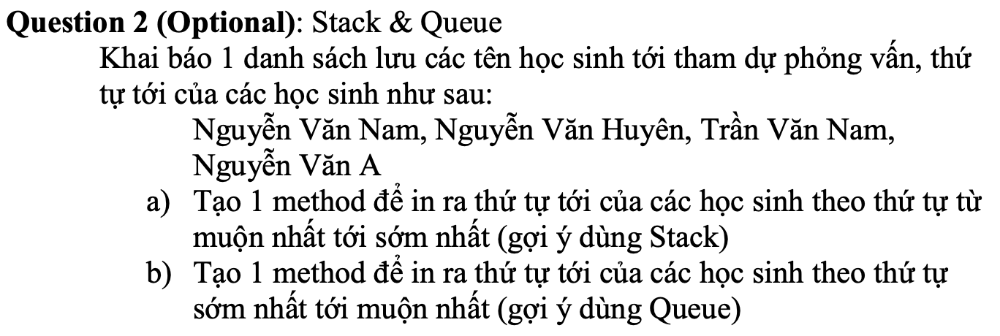 Question 2 (Optional): Stack & Queue
Khai báo 1 danh sách lưu các tên học sinh tới tham dự phỏng vấn, thứ
tự tới của các học sinh như sau:
Nguyễn Văn Nam, Nguyễn Văn Huyên, Trần Văn Nam,
Nguyễn Văn A
a) Tạo 1 method để in ra thứ tự tới của các học sinh theo thứ tự từ
muộn nhất tới sớm nhất (gợi ý dùng Stack)
b) Tạo 1 method để in ra thứ tự tới của các học sinh theo thứ tự
sớm nhất tới muộn nhất (gợi ý dùng Queue)